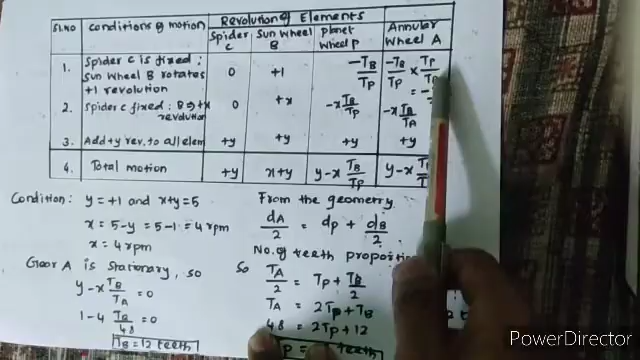 Revolution of Elements
Sl.no Conditions of motion Spider C Sun Wheel B Planet Wheel P Annular Wheel A
1. Spider C is fixed; Sun Wheel B rotates +1 revolution 0 +1 -TB/TP -TB/TP × TP/
= -
2. Spider C fixed; B → +x revolution 0 +x -x TB/TP -x TB/TA
3. Add +y rev. to all elem +y +y +y +y
4. Total motion +y x+y y-x TB/TP y-x
Condition: y = +1 and x+y = 5
x = 5-y = 5-1 = 4 rpm
x = 4 rpm
Gear A is stationary, so
y-x TB/TA = 0
1-4 TB/48 = 0
TB = 12 teeth
From the geometry
dA/2 = dP + dB/2
No. of teeth
So TA/2 = TP + TB/2
TA = 2TP + TB
48 = 2TP + 12
teeth
PowerDirector